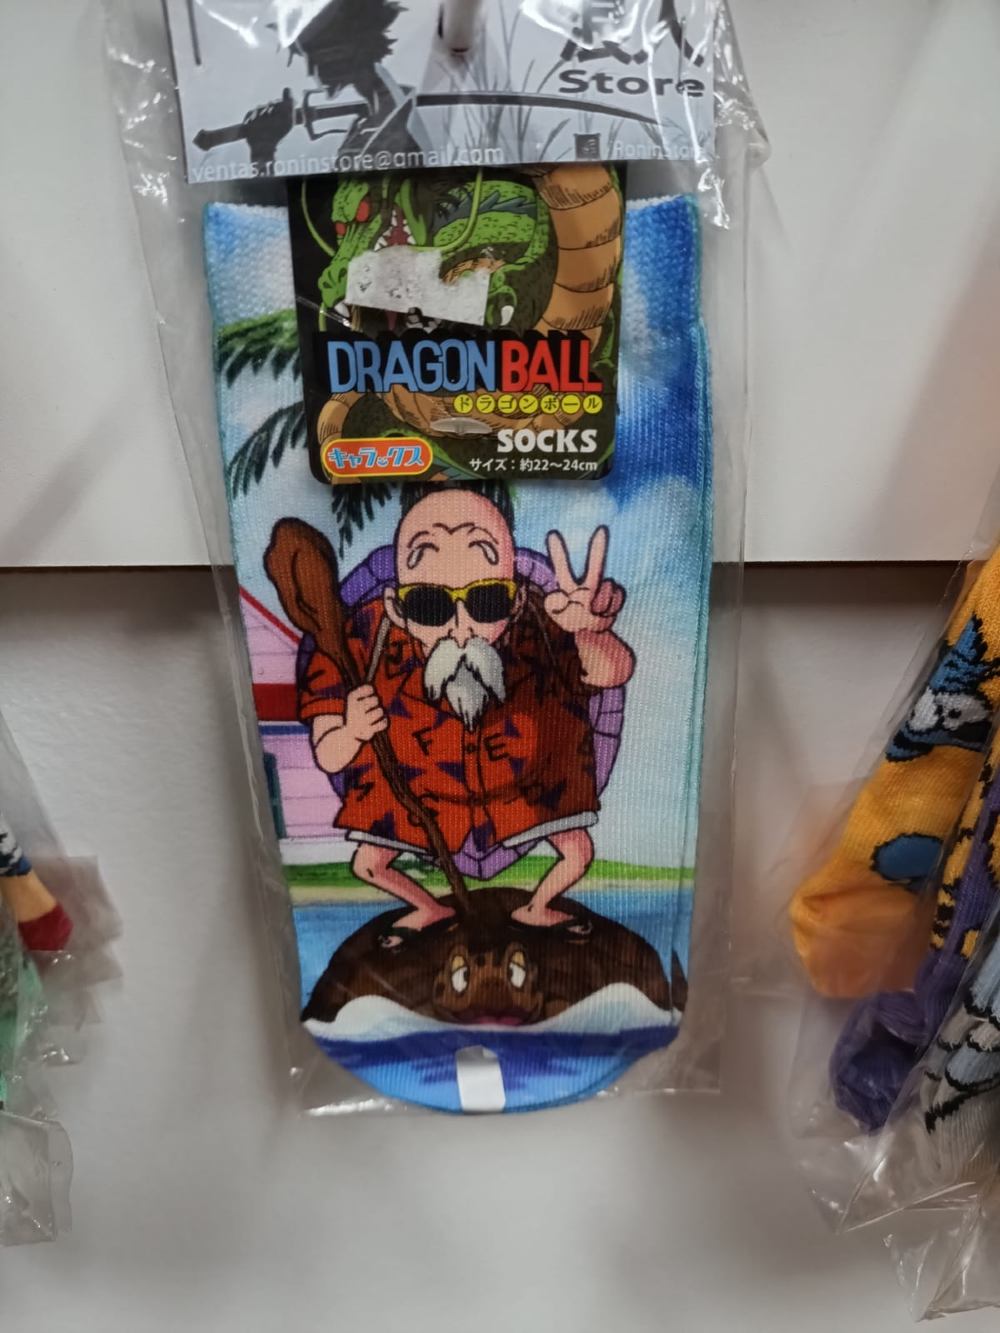 Store
ventas.roninstore@gmail.com
RoninStore
DRAGON BALL
ドラゴンボール
SOCKS
キャラックス
サイズ：約22～24cm
F E